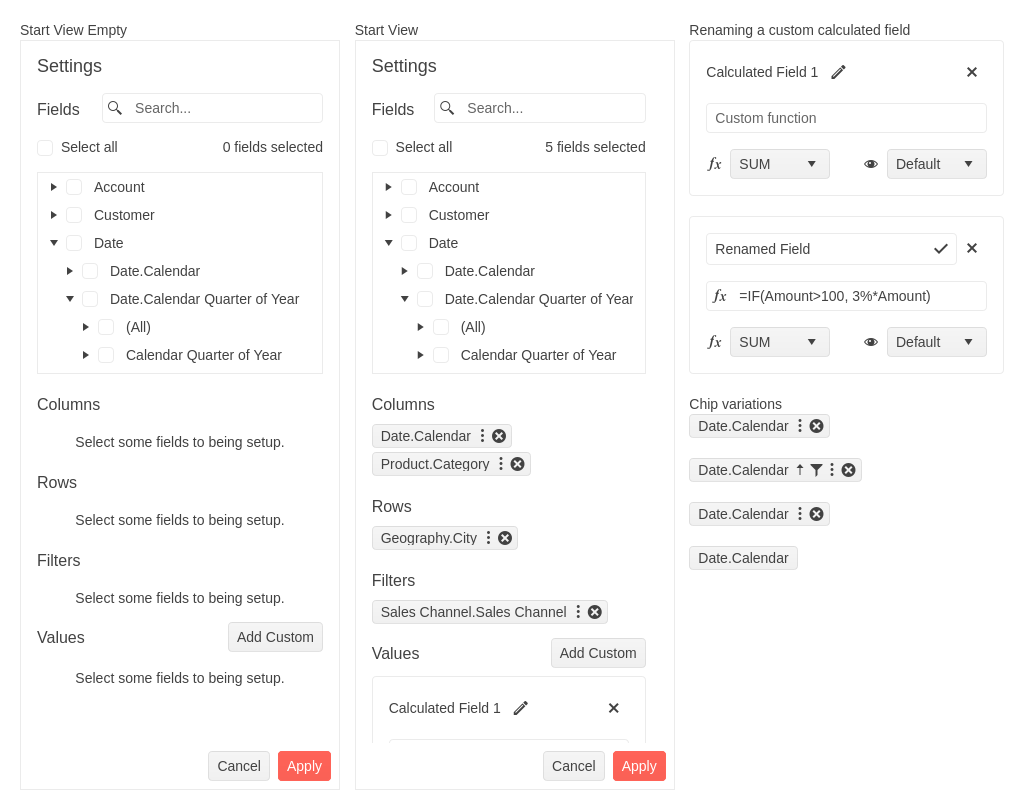 Start View Empty
Settings
Fields
Search...
Select all
0 fields selected
Account
Customer
Date
Date.Calendar
Date.Calendar Quarter of Year
(All)
Calendar Quarter of Year
Columns
Select some fields to being setup.
Rows
Select some fields to being setup.
Filters
Select some fields to being setup.
Values
Add Custom
Select some fields to being setup.
Cancel
Apply
Start View
Settings
Fields
Search...
Select all
5 fields selected
Account
Customer
Date
Date.Calendar
Date.Calendar Quarter of Year
(All)
Calendar Quarter of Year
Columns
Date.Calendar
Product.Category
Rows
Geography.City
Filters
Sales Channel.Sales Channel
Values
Add Custom
Calculated Field 1
Cancel
Apply
Renaming a custom calculated field
Calculated Field 1
Custom function
fx SUM
Default
Renamed Field
fx =IF(Amount>100, 3%*Amount)
fx SUM
Default
Chip variations
Date.Calendar
Date.Calendar
Date.Calendar
Date.Calendar